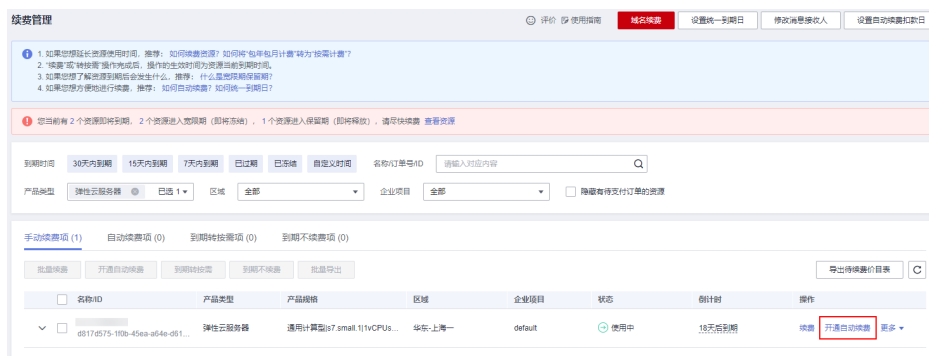 续费管理
评价 使用指南 域名续费 设置统一到期日 修改消息接收人 设置自动续费扣款日
1. 如果您想延长资源使用时间，推荐： 如何续费资源？如何将“包年包月计费”转为“按需计费”？
2. “续费”或“转按需”操作完成后，操作的生效时间为资源当前到期时间。
3. 如果您想了解资源到期后会发生什么，推荐： 什么是宽限期保留期？
4. 如果您想方便地进行续费，推荐： 如何自动续费？如何统一到期日？
您当前有 2 个资源即将到期， 2 个资源进入宽限期（即将冻结）， 1 个资源进入保留期（即将释放），请尽快续费 查看资源
到期时间 30天内到期 15天内到期 7天内到期 已过期 已冻结 自定义时间 名称/订单号/ID 请输入对应内容
产品类型 弹性云服务器 已选 1 区域 全部 企业项目 全部 隐藏有待支付订单的资源
手动续费项 (1) 自动续费项 (0) 到期转按需项 (0) 到期不续费项 (0)
批量续费 开通自动续费 到期转按需 到期不续费 批量导出 导出待续费价目表
名称/ID 产品类型 产品规格 区域 企业项目 状态 倒计时 操作
d817d575-1f0b-45ea-a64e-d61... 弹性云服务器 通用计算型|s7.small.1|1vCPUs... 华东-上海一 default 使用中 18天后到期 续费 开通自动续费 更多